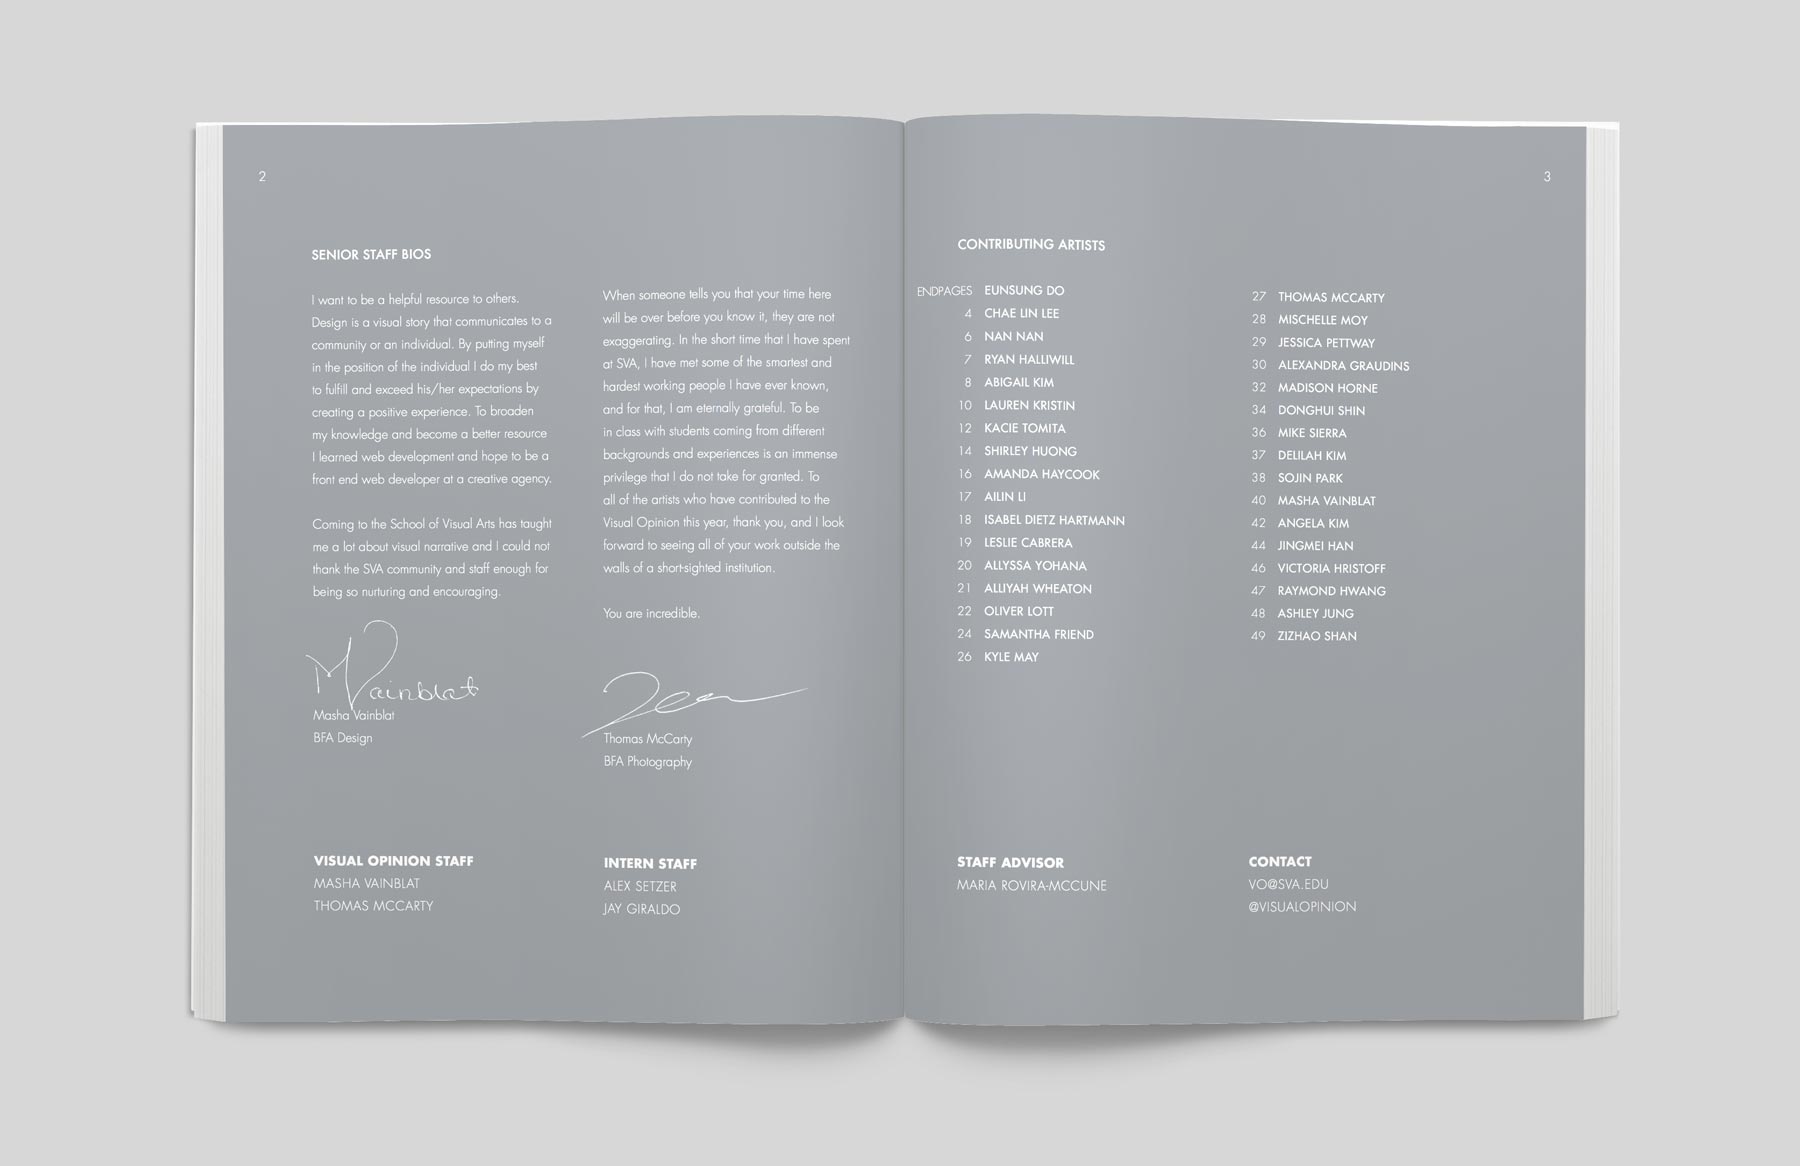 2
SENIOR STAFF BIOS
I want to be a helpful resource to others.
Design is a visual story that communicates to a
community or an individual. By putting myself
in the position of the individual I do my best
to fulfill and exceed his/her expectations by
creating a positive experience. To broaden
my knowledge and become a better resource
I learned web development and hope to be a
front end web developer at a creative agency.
Coming to the School of Visual Arts has taught
me a lot about visual narrative and I could not
thank the SVA community and staff enough for
being so nurturing and encouraging.
MVainblat
Masha Vainblat
BFA Design
When someone tells you that your time here
will be over before you know it, they are not
exaggerating. In the short time that I have spent
at SVA, I have met some of the smartest and
hardest working people I have ever known,
and for that, I am eternally grateful. To be
in class with students coming from different
backgrounds and experiences is an immense
privilege that I do not take for granted. To
all of the artists who have contributed to the
Visual Opinion this year, thank you, and I look
forward to seeing all of your work outside the
walls of a short-sighted institution.
You are incredible.
Thomas McCarty
BFA Photography
VISUAL OPINION STAFF
MASHA VAINBLAT
THOMAS MCCARTY
INTERN STAFF
ALEX SETZER
JAY GIRALDO
3
CONTRIBUTING ARTISTS
ENDPAGES EUNSUNG DO
4 CHAE LIN LEE
6 NAN NAN
7 RYAN HALLIWILL
8 ABIGAIL KIM
10 LAUREN KRISTIN
12 KACIE TOMITA
14 SHIRLEY HUONG
16 AMANDA HAYCOOK
17 AILIN LI
18 ISABEL DIETZ HARTMANN
19 LESLIE CABRERA
20 ALLYSSA YOHANA
21 ALLIYAH WHEATON
22 OLIVER LOTT
24 SAMANTHA FRIEND
26 KYLE MAY
27 THOMAS MCCARTY
28 MISCHELLE MOY
29 JESSICA PETTWAY
30 ALEXANDRA GRAUDINS
32 MADISON HORNE
34 DONGHUI SHIN
36 MIKE SIERRA
37 DELILAH KIM
38 SOJIN PARK
40 MASHA VAINBLAT
42 ANGELA KIM
44 JINGMEI HAN
46 VICTORIA HRISTOFF
47 RAYMOND HWANG
48 ASHLEY JUNG
49 ZIZHAO SHAN
STAFF ADVISOR
MARIA ROVIRA-MCCUNE
CONTACT
VO@SVA.EDU
@VISUALOPINION